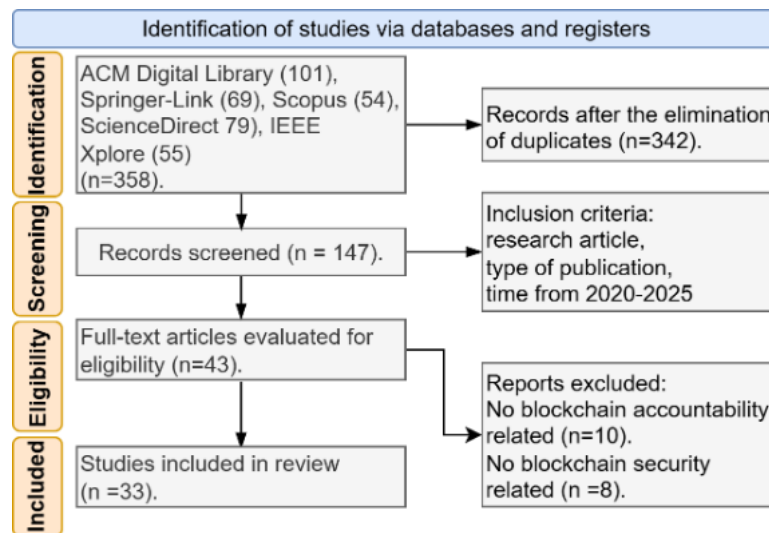 Identification of studies via databases and registers
Identification
ACM Digital Library (101),
Springer-Link (69), Scopus (54),
ScienceDirect 79), IEEE
Xplore (55)
(n=358).
Records after the elimination
of duplicates (n=342).
Screening
Records screened (n = 147).
Inclusion criteria:
research article,
type of publication,
time from 2020-2025
Eligibility
Full-text articles evaluated for
eligibility (n=43).
Reports excluded:
No blockchain accountability
related (n=10).
No blockchain security
related (n =8).
Included
Studies included in review
(n =33).